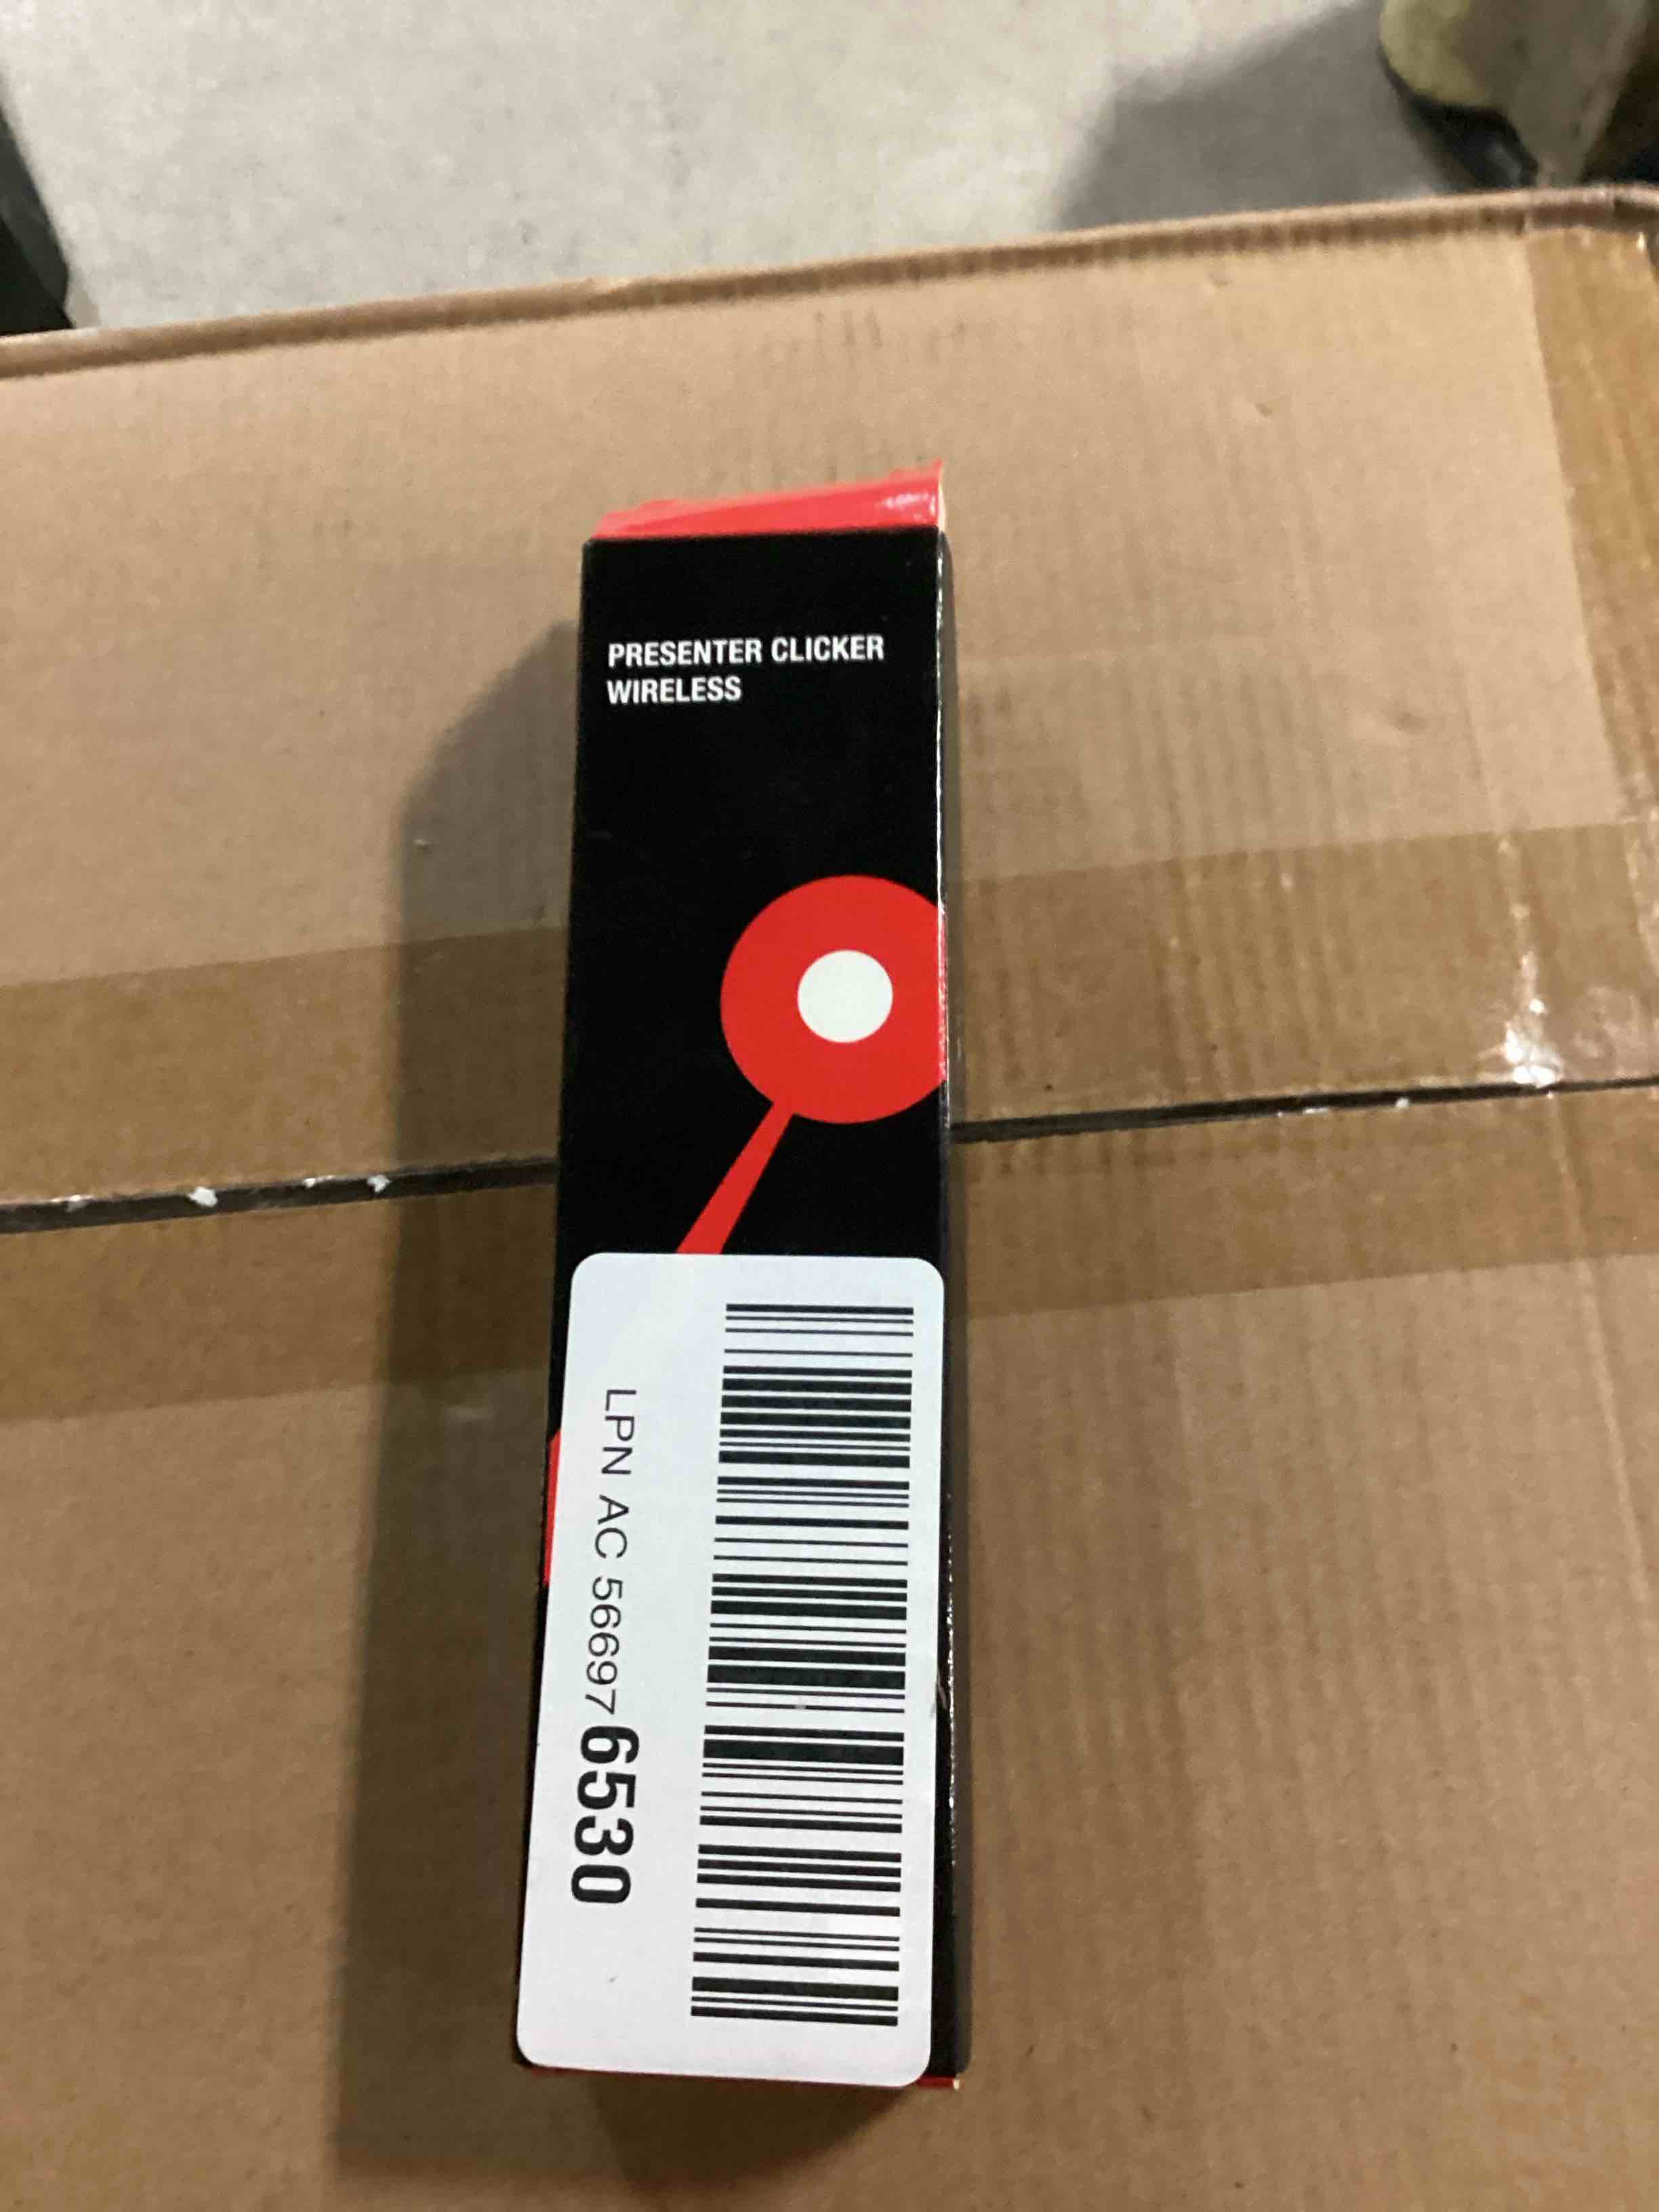 PRESENTER CLICKER
WIRELESS
LPN AC 566976530